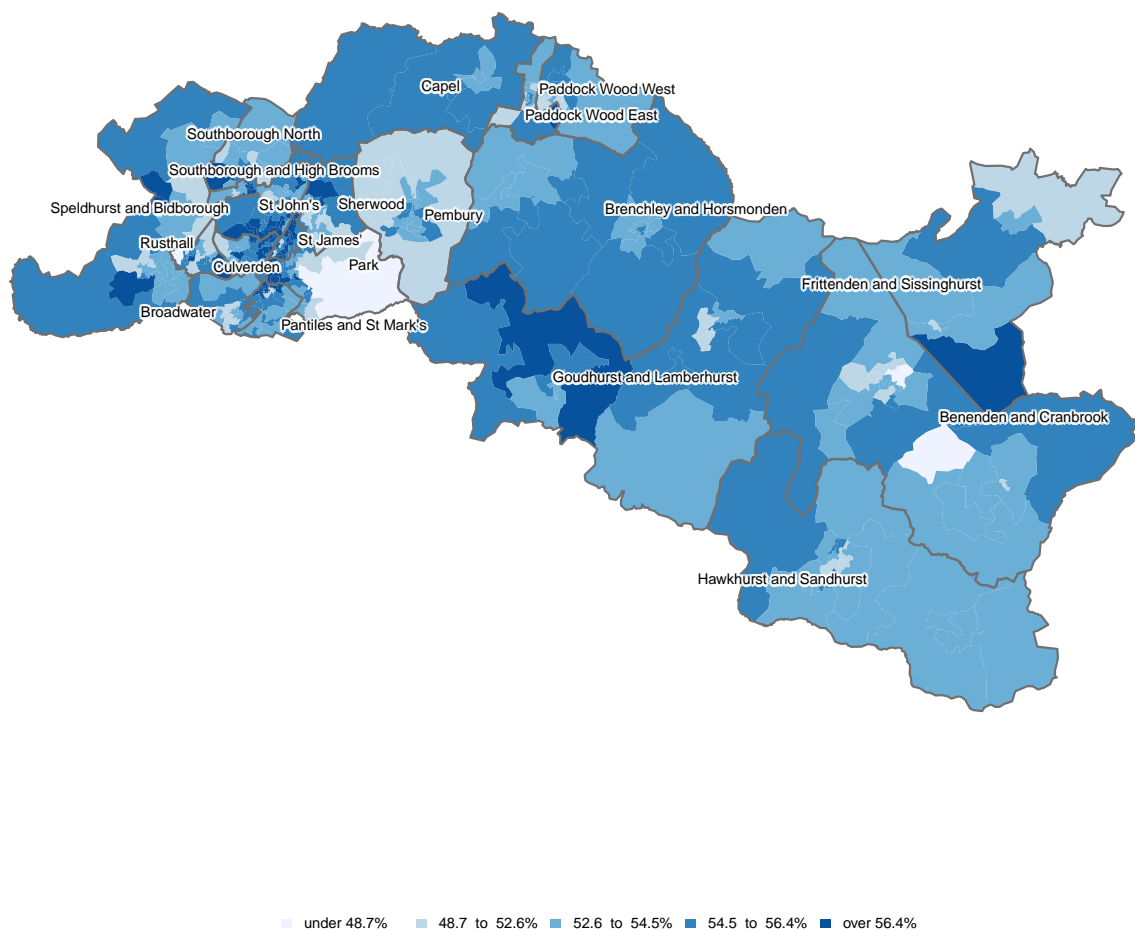 Capel
Paddock Wood West
Paddock Wood East
Southborough North
Southborough and High Brooms
Speldhurst and Bidborough
St John's
Sherwood
Pembury
Brenchley and Horsmonden
Rusthall
St James'
Culverden
Park
Frittenden and Sissinghurst
Broadwater
Pantiles and St Mark's
Goudhurst and Lamberhurst
Benenden and Cranbrook
Hawkhurst and Sandhurst
under 48.7% 48.7 to 52.6% 52.6 to 54.5% 54.5 to 56.4% over 56.4%